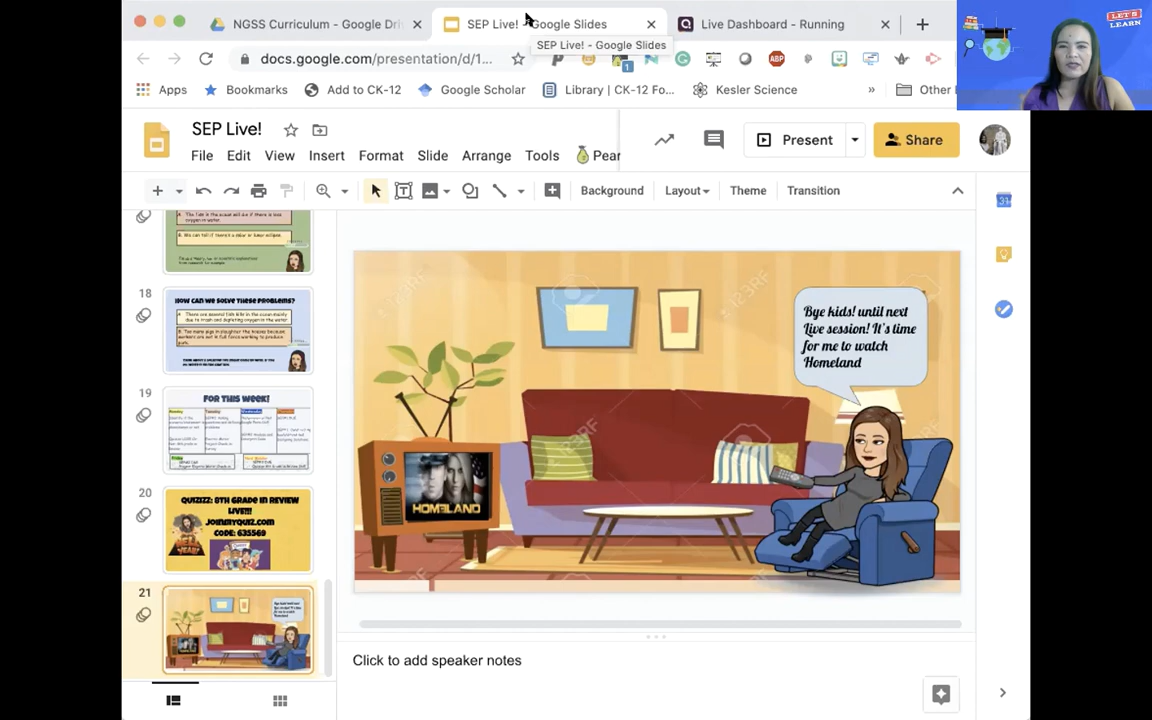 NGSS Curriculum - Google Dri
SEP Live! - Google Slides
Live Dashboard - Running
SEP Live! - Google Slides
docs.google.com/presentation/d/1...
ABP
1
LET'S
LEARN
Apps
Bookmarks
Add to CK-12
Google Scholar
Library | CK-12 Fo...
Kesler Science
»
Other
SEP Live!
File Edit View Insert Format Slide Arrange Tools Pear
Present
Share
Background
Layout
Theme
Transition
31
18
HOW CAN WE SOLVE THESE PROBLEMS?
19
FOR THIS WEEK!
20
QUIZIZZ: 8TH GRADE IN REVIEW
LIVE!!!
JOINMYQUIZ.COM
CODE: 635569
21
Bye kids! until next
Live session! It's time
for me to watch
Homeland
HOMELAND
123RF
Click to add speaker notes